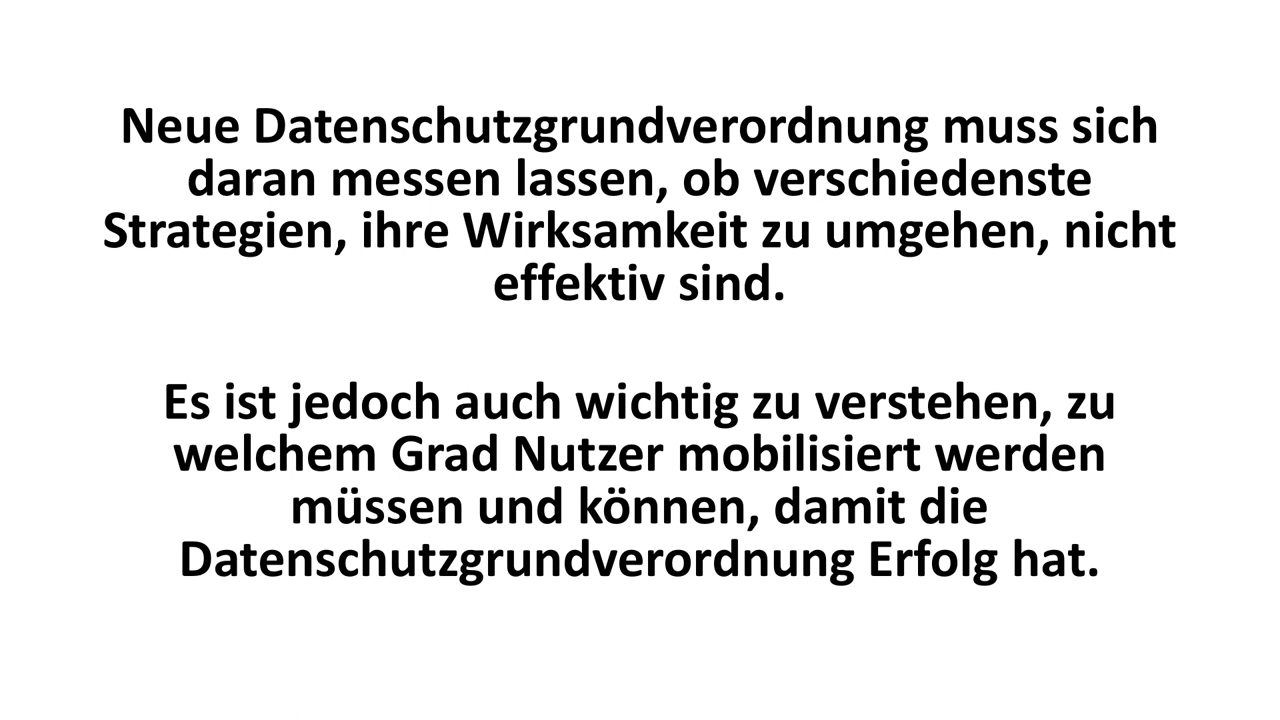 Neue Datenschutzgrundverordnung muss sich
daran messen lassen, ob verschiedenste
Strategien, ihre Wirksamkeit zu umgehen, nicht
effektiv sind.
Es ist jedoch auch wichtig zu verstehen, zu
welchem Grad Nutzer mobilisiert werden
müssen und können, damit die
Datenschutzgrundverordnung Erfolg hat.